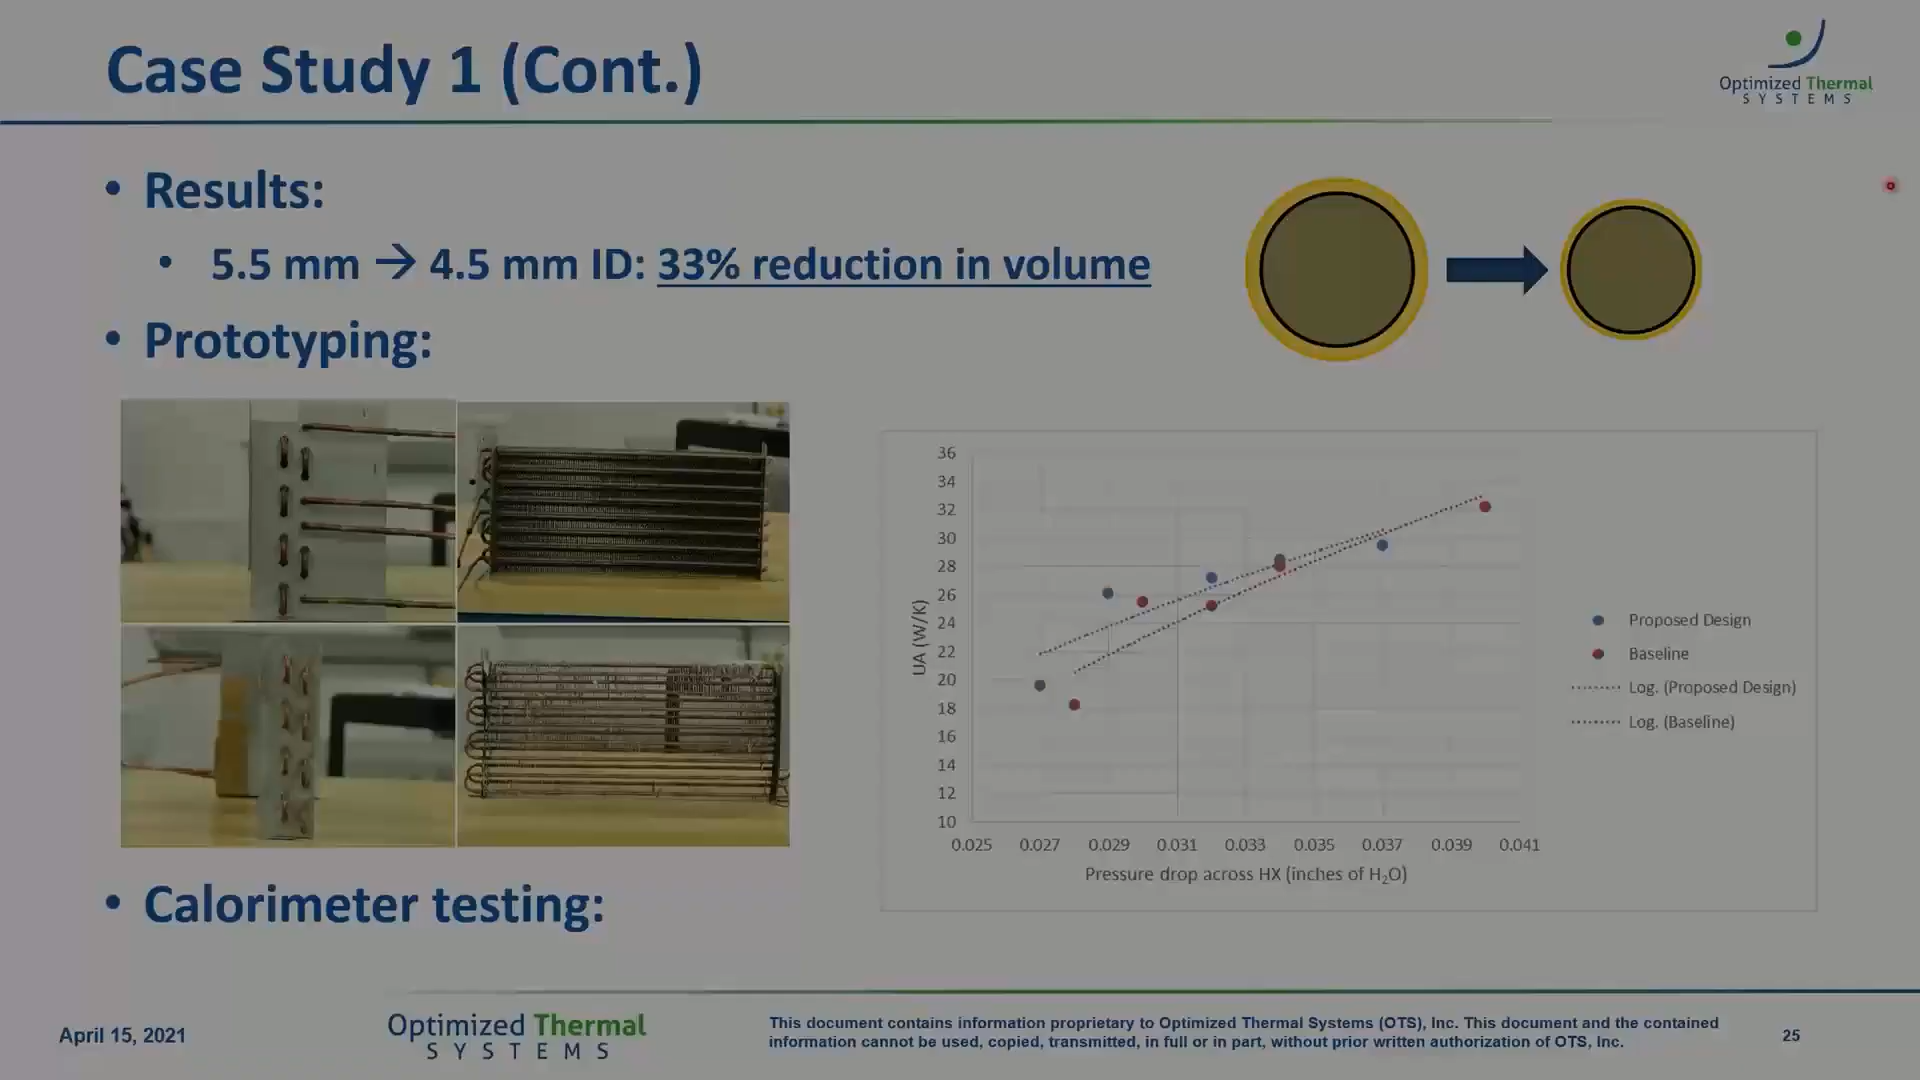 Case Study 1 (Cont.)
Optimized Thermal
SYSTEMS
• Results:
• 5.5 mm → 4.5 mm ID: 33% reduction in volume
• Prototyping:
36
34
32
30
28
26
24
22
20
18
16
14
12
10
UA (W/K)
0.025 0.027 0.029 0.031 0.033 0.035 0.037 0.039 0.041
Pressure drop across HX (inches of H₂O)
Proposed Design
Baseline
Log. (Proposed Design)
Log. (Baseline)
• Calorimeter testing:
April 15, 2021
Optimized Thermal
SYSTEMS
This document contains information proprietary to Optimized Thermal Systems (OTS), Inc. This document and the contained
information cannot be used, copied, transmitted, in full or in part, without prior written authorization of OTS, Inc.
25